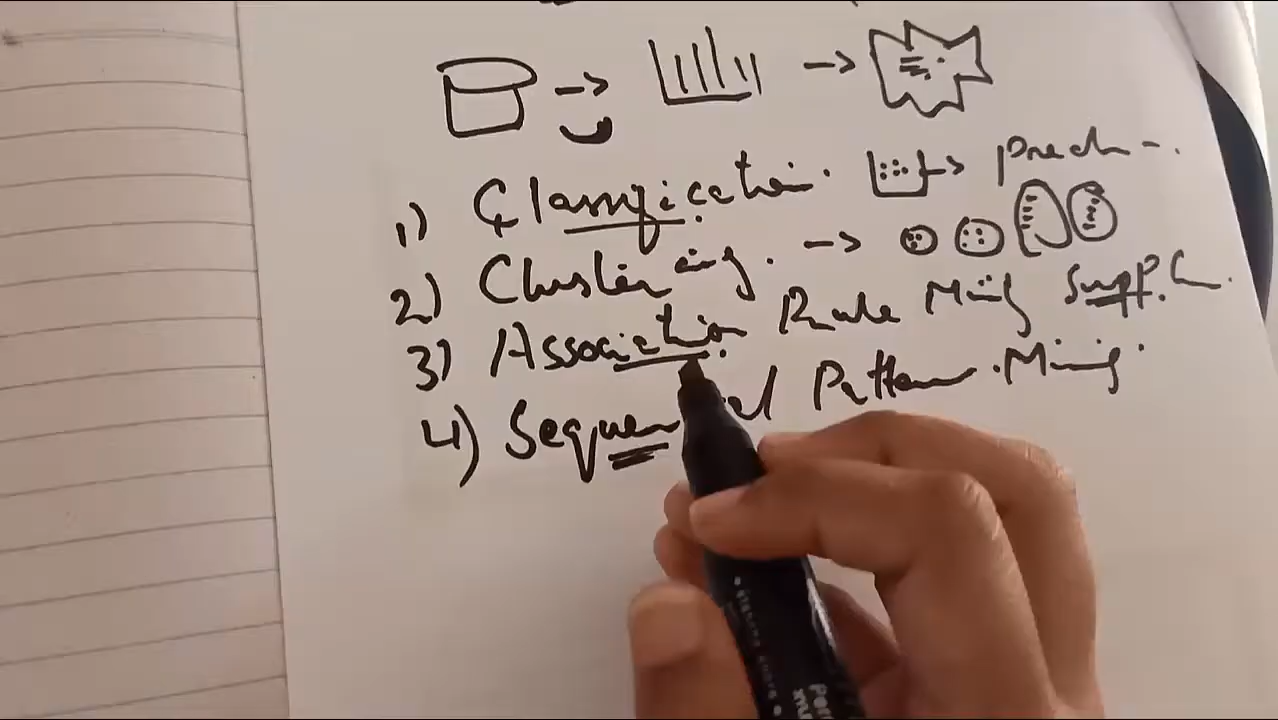 1) Classification. → Pred-.
2) Clustering. →
3) Association Rule Mining Supp. C
4) Sequential Pattern Mining.